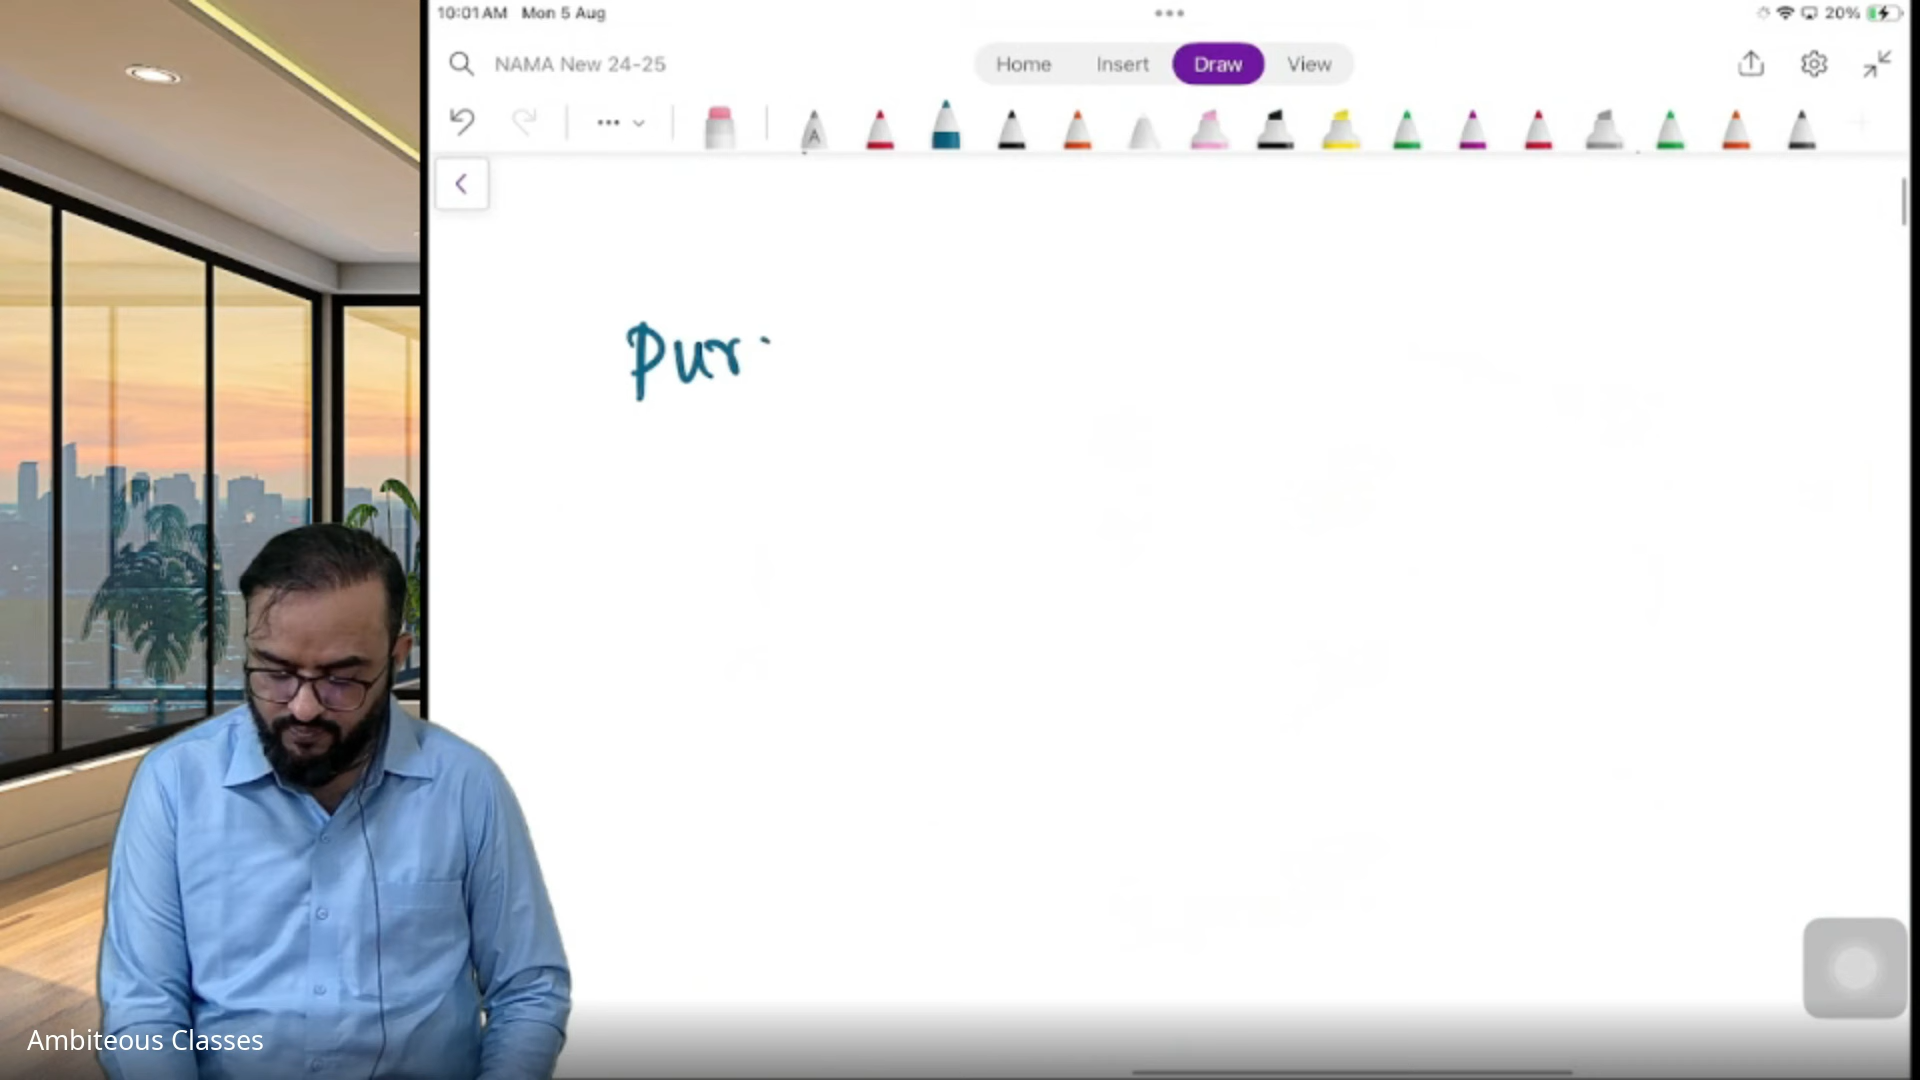 10:01 AM Mon 5 Aug
20%
NAMA New 24-25
Home Insert Draw View
A
Pur
Ambiteous Classes